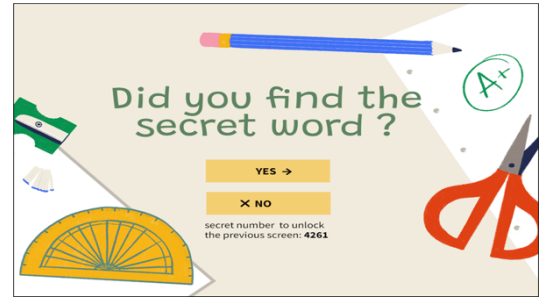 A+
Did you find the
secret word ?
YES →
✕ NO
secret number to unlock
the previous screen: 4261